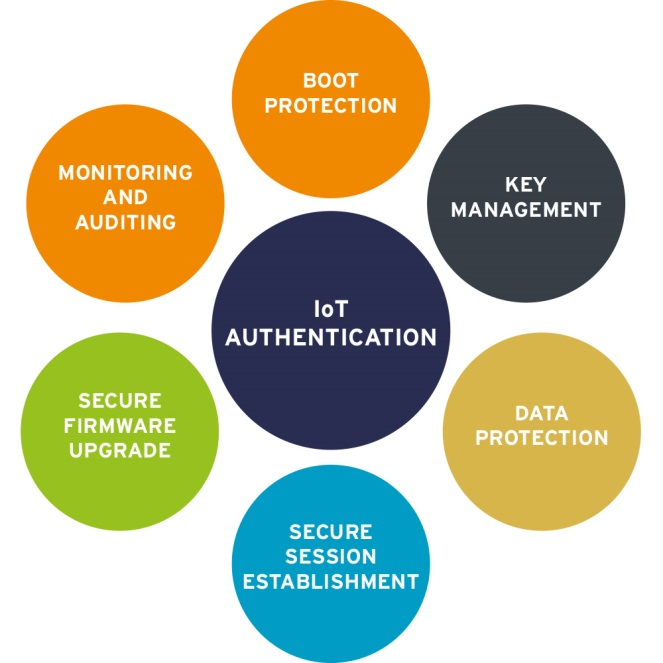 BOOT
PROTECTION
MONITORING
AND
AUDITING
KEY
MANAGEMENT
IoT
AUTHENTICATION
SECURE
FIRMWARE
UPGRADE
DATA
PROTECTION
SECURE
SESSION
ESTABLISHMENT